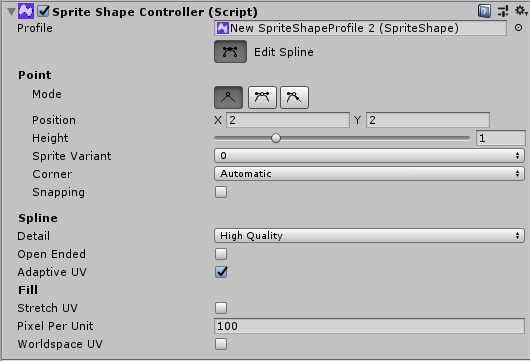 Sprite Shape Controller (Script)
Profile New SpriteShapeProfile 2 (SpriteShape)
Edit Spline
Point
Mode
Position X 2 Y 2
Height 1
Sprite Variant 0
Corner Automatic
Snapping
Spline
Detail High Quality
Open Ended
Adaptive UV
Fill
Stretch UV
Pixel Per Unit 100
Worldspace UV